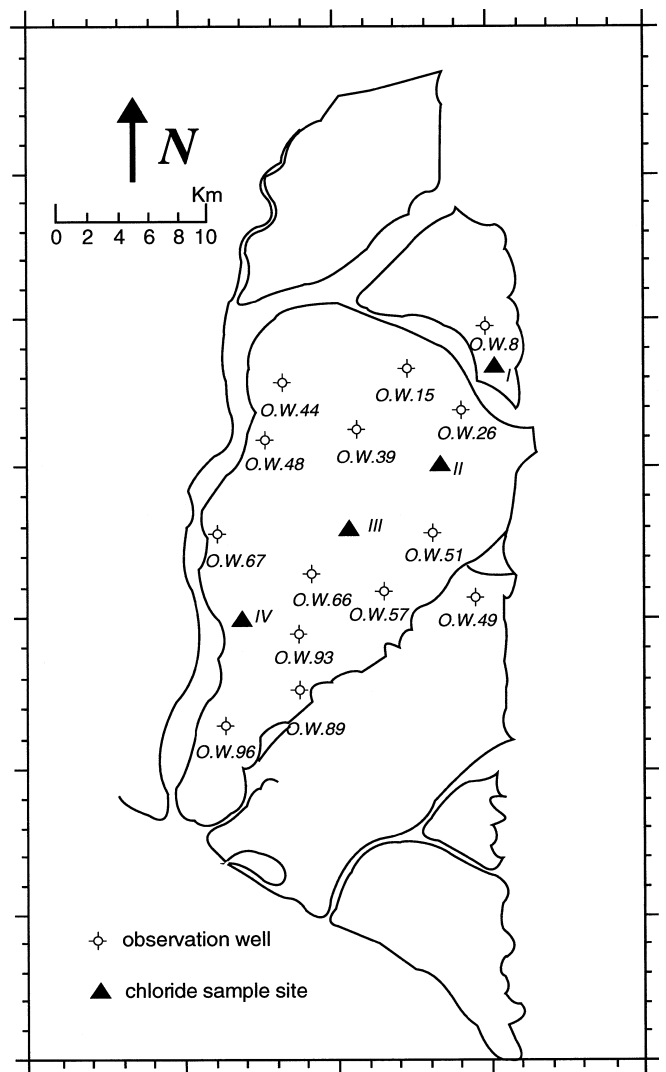 N
Km
0 2 4 6 8 10
O.W.8
I
O.W.15
O.W.44
O.W.26
O.W.39
O.W.48
II
III
O.W.51
O.W.67
O.W.66
O.W.57
IV
O.W.49
O.W.93
O.W.89
O.W.96
observation well
chloride sample site